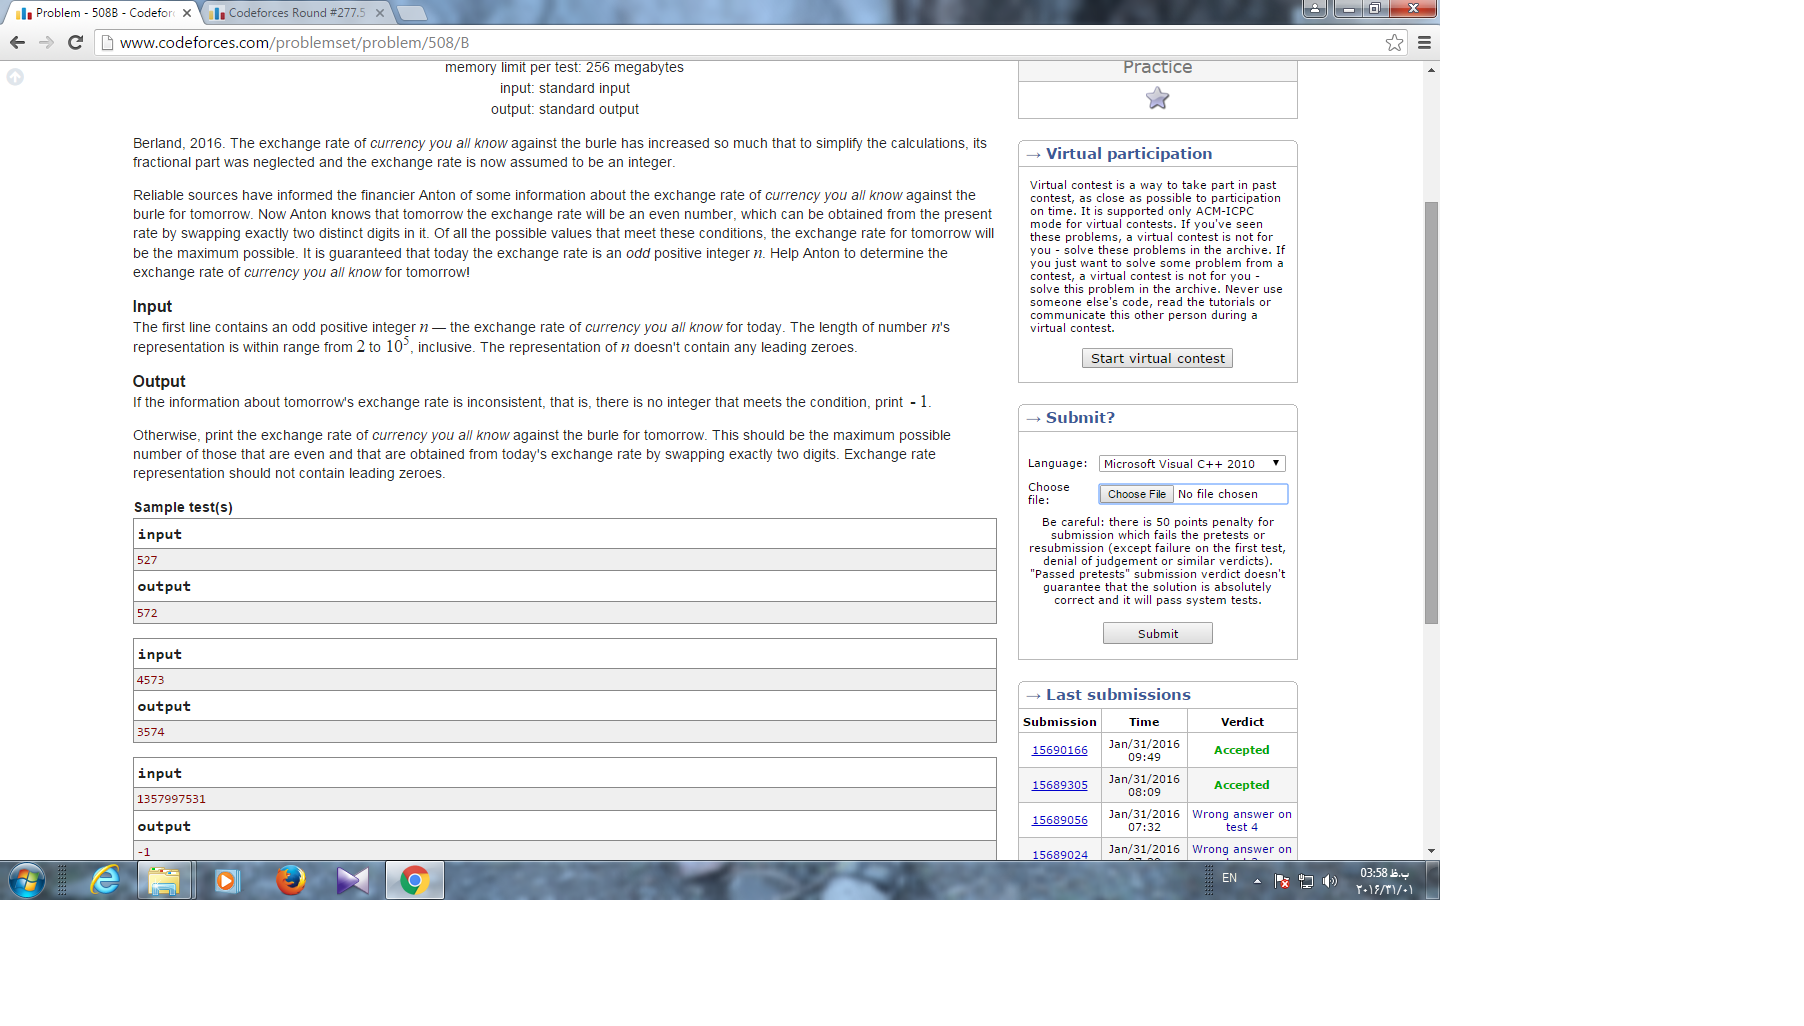 Problem - 508B - Codefor
Codeforces Round #277.5
www.codeforces.com/problemset/problem/508/B
memory limit per test: 256 megabytes
input: standard input
output: standard output
Berland, 2016. The exchange rate of currency you all know against the burle has increased so much that to simplify the calculations, its
fractional part was neglected and the exchange rate is now assumed to be an integer.
Reliable sources have informed the financier Anton of some information about the exchange rate of currency you all know against the
burle for tomorrow. Now Anton knows that tomorrow the exchange rate will be an even number, which can be obtained from the present
rate by swapping exactly two distinct digits in it. Of all the possible values that meet these conditions, the exchange rate for tomorrow will
be the maximum possible. It is guaranteed that today the exchange rate is an odd positive integer n. Help Anton to determine the
exchange rate of currency you all know for tomorrow!
Input
The first line contains an odd positive integer n — the exchange rate of currency you all know for today. The length of number n's
representation is within range from 2 to 10⁵, inclusive. The representation of n doesn't contain any leading zeroes.
Output
If the information about tomorrow's exchange rate is inconsistent, that is, there is no integer that meets the condition, print - 1.
Otherwise, print the exchange rate of currency you all know against the burle for tomorrow. This should be the maximum possible
number of those that are even and that are obtained from today's exchange rate by swapping exactly two digits. Exchange rate
representation should not contain leading zeroes.
Sample test(s)
input
527
output
572
input
4573
output
3574
input
1357997531
output
-1
Practice
→ Virtual participation
Virtual contest is a way to take part in past
contest, as close as possible to participation
on time. It is supported only ACM-ICPC
mode for virtual contests. If you've seen
these problems, a virtual contest is not for
you - solve these problems in the archive. If
you just want to solve some problem from a
contest, a virtual contest is not for you -
solve this problem in the archive. Never use
someone else's code, read the tutorials or
communicate this other person during a
virtual contest.
Start virtual contest
→ Submit?
Language: Microsoft Visual C++ 2010
Choose
file: Choose File No file chosen
Be careful: there is 50 points penalty for
submission which fails the pretests or
resubmission (except failure on the first test,
denial of judgement or similar verdicts).
"Passed pretests" submission verdict doesn't
guarantee that the solution is absolutely
correct and it will pass system tests.
Submit
→ Last submissions
Submission Time Verdict
15690166 Jan/31/2016 09:49 Accepted
15689305 Jan/31/2016 08:09 Accepted
15689056 Jan/31/2016 07:32 Wrong answer on test 4
15689024 Jan/31/2016 Wrong answer on
EN
03:58 ب.ظ
۲۰۱۶/۳۱/۰۱